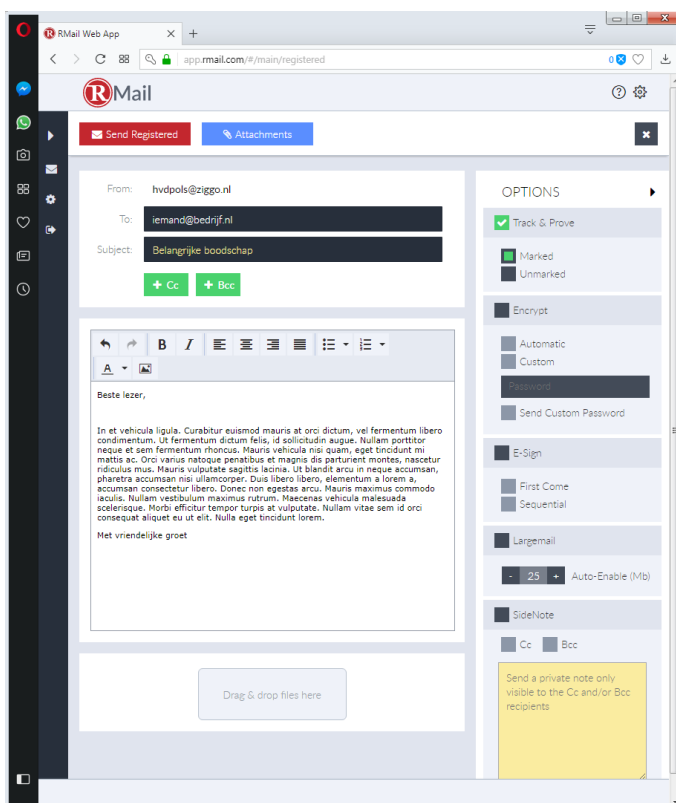 RMail Web App
app.rmail.com/#/main/registered
0
RMail
Send Registered
Attachments
From: hvdpols@ziggo.nl
To: iemand@bedrijf.nl
Subject: Belangrijke boodschap
+ Cc + Bcc
B I
A
Beste lezer,
In et vehicula ligula. Curabitur euismod mauris at orci dictum, vel fermentum libero
condimentum. Ut fermentum dictum felis, id sollicitudin augue. Nullam porttitor
neque et sem fermentum rhoncus. Mauris vehicula nisi quam, eget tincidunt mi
mattis ac. Orci varius natoque penatibus et magnis dis parturient montes, nascetur
ridiculus mus. Mauris vulputate sagittis lacinia. Ut blandit arcu in neque accumsan,
pharetra accumsan nisi ullamcorper. Duis libero libero, elementum a lorem a,
accumsan consectetur libero. Donec non egestas arcu. Mauris maximus commodo
iaculis. Nullam vestibulum maximus rutrum. Maecenas vehicula malesuada
scelerisque. Morbi efficitur tempor turpis at vulputate. Nullam vitae sem id orci
consequat aliquet eu ut elit. Nulla eget tincidunt lorem.
Met vriendelijke groet
Drag & drop files here
OPTIONS
Track & Prove
Marked
Unmarked
Encrypt
Automatic
Custom
Password
Send Custom Password
E-Sign
First Come
Sequential
Largemail
- 25 + Auto-Enable (Mb)
SideNote
Cc Bcc
Send a private note only
visible to the Cc and/or Bcc
recipients